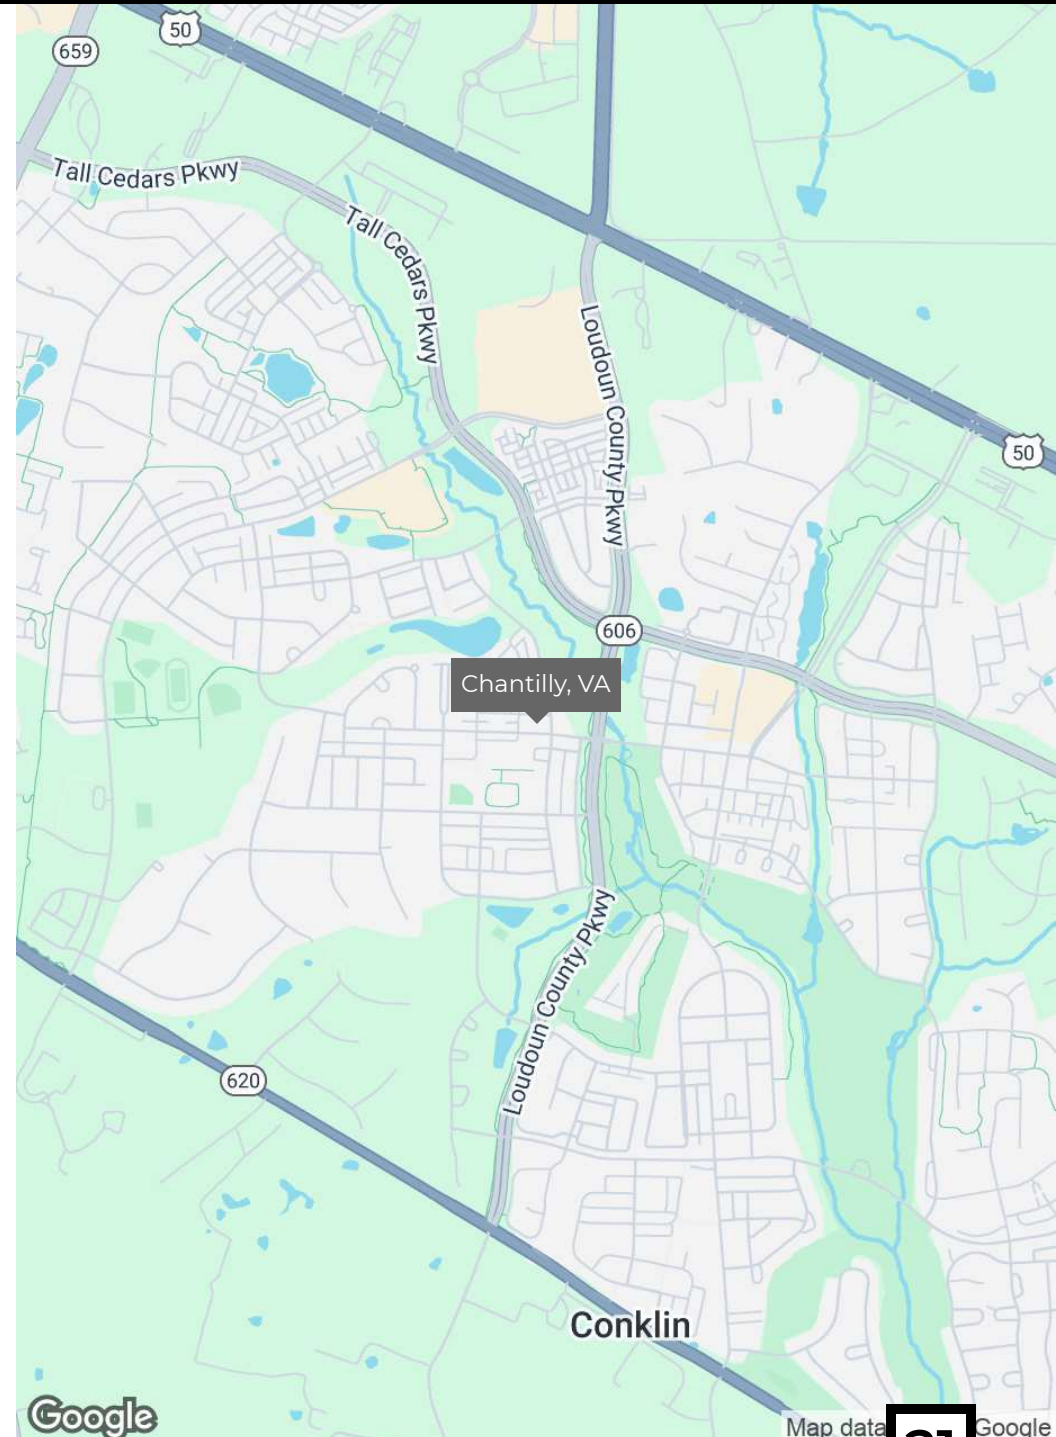 50
659
Tall Cedars Pkwy
Tall Cedars Pkwy
Loudoun County Pkwy
50
606
Chantilly, VA
Loudoun County Pkwy
620
Conklin
Google
Map data
Google